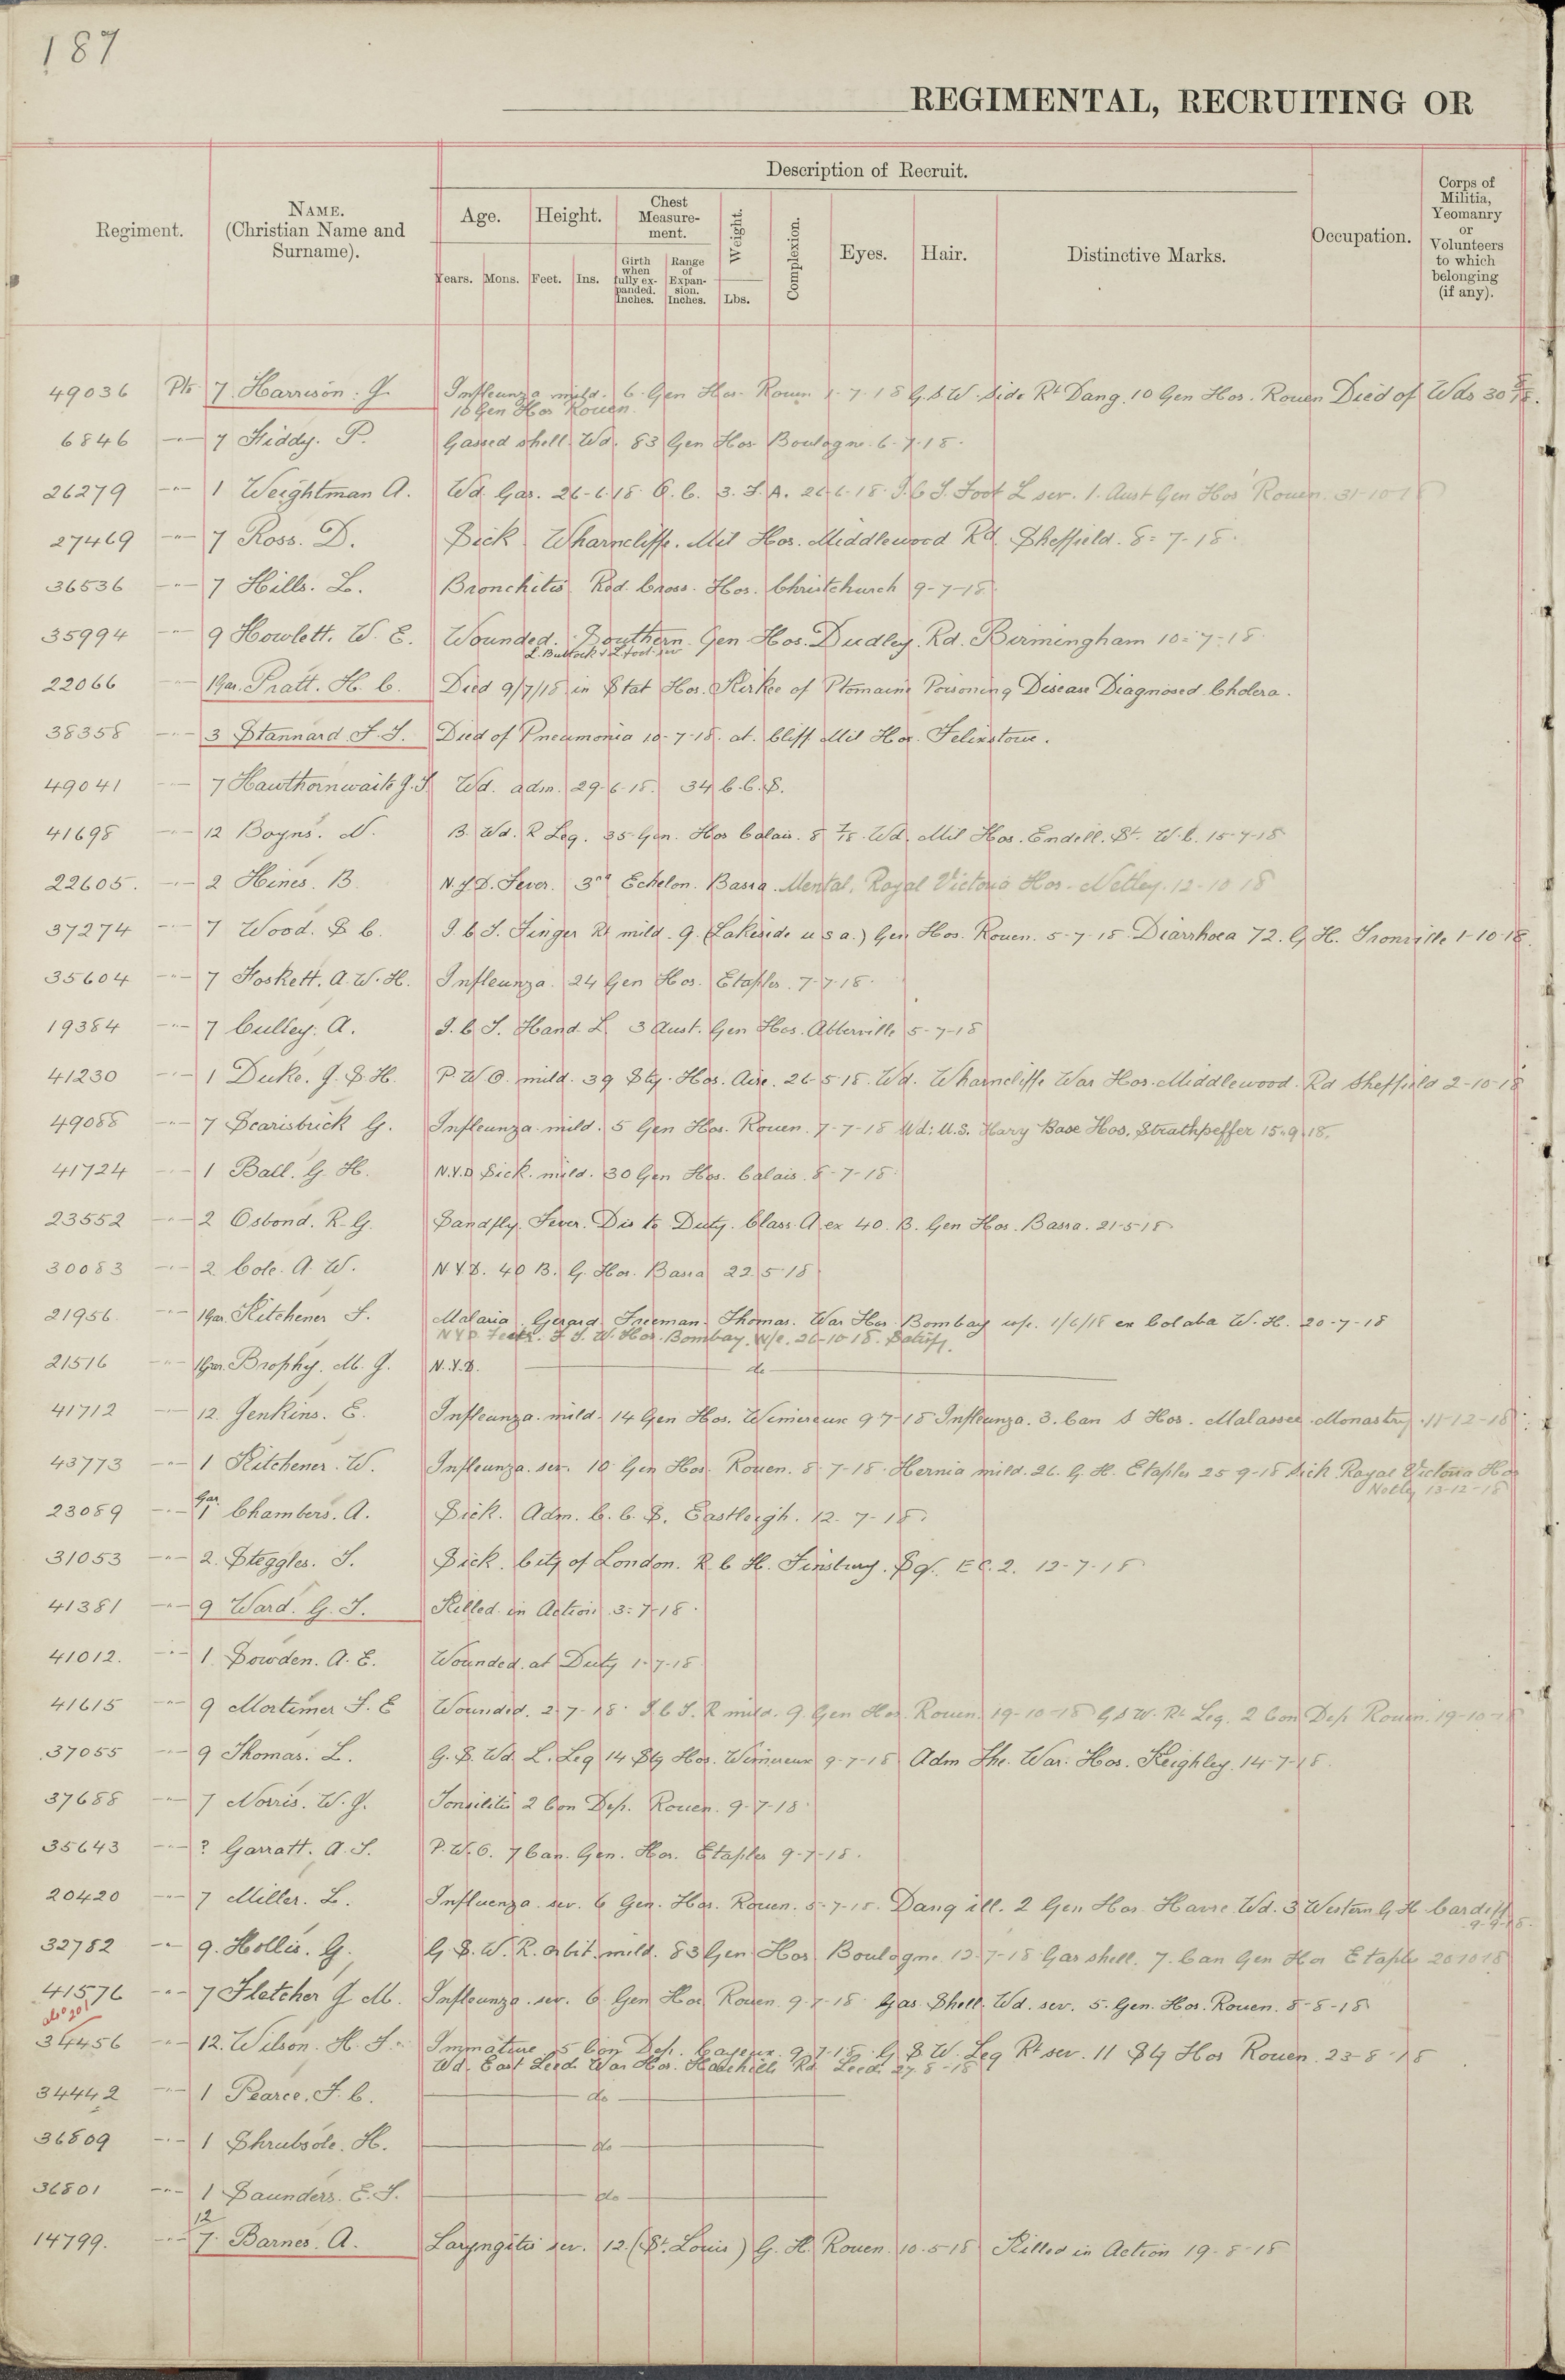 187
REGIMENTAL, RECRUITING OR
Description of Recruit.
Regiment. NAME. (Christian Name and Surname). Age. Height. Chest Measurement. Weight. Complexion. Eyes. Hair. Distinctive Marks. Occupation. Corps of Militia, Yeomanry or Volunteers to which belonging (if any).
Years. Mons. Feet. Ins. Girth when fully expanded. Inches. Range of Expansion. Inches. Lbs.
49036 Pte 7 Harrison. J. Infleunza mild. 6 Gen Hos. Rouen 1-7-18 G.S.W. Side Rt Dang. 10 Gen Hos. Rouen Died of Wds 30 8/18.
10 Gen Hos Rouen.
6846 -"- 7 Kiddy. P. Gassed shell. Wd. 83 Gen Hos Boulogne 6-7-18.
26279 -"- 1 Weightman A. Wd. Gas. 26-6-18. O.C. 3. F.A. 26-6-18. I.C.T. Foot L sev. 1. Aust Gen Hos Rouen. 31-10-18
27469 -"- 7 Ross. D. Sick. Wharncliffe. Mil Hos. Middlewood Rd. Sheffield. 8-7-18.
36536 -"- 7 Hills. L. Bronchitis Red. Cross. Hos. Christchurch 9-7-18.
35994 -"- 9 Howlett. W. E. Wounded. Southern Gen Hos. Dudley. Rd. Birmingham 10-7-18.
L. Buttock & L foot sev
22066 -"- 1 Gar. Pratt. H. C. Died 9/7/18 in Stat Hos. Kirkee of Ptomaine Poisoning Disease Diagnosed Cholera.
38358 -"- 3 Stannard. F. J. Died of Pneumonia 10-7-18. at. Cliff Mil Hos. Felixstowe.
49041 -"- 7 Hawthornwaite J. T. Wd. adm. 29-6-18. 34 C.C.S.
41698 -"- 12 Boyns. N. B. Wd. R Leg. 35 Gen. Hos Calais. 8 7/18. Wd. Mil Hos. Endell. St. W.C. 15-7-18
22605. -"- 2 Hines. B. N.Y.D. Fever. 3rd Echelon. Basra. Mental. Royal Victoria Hos. Netley. 12-10-18
37274 -"- 7 Wood. S C. I.C.T. Finger Rt mild. 9. (Lakeside u s a.) Gen Hos. Rouen. 5-7-18. Diarrhoea 72. G.H. Tronville 1-10-18.
35604 -"- 7 Foskett. A. W. H. Infleunza. 24 Gen Hos. Etaples. 7-7-18.
19384 -"- 7 Culley. A. I.C.T. Hand. L. 3 Aust. Gen Hos. Abberville 5-7-18
41230 -"- 1 Duke. J. S. H. P.U.O. mild. 39 Sty. Hos. Aire. 26-5-18. Wd. Wharncliffe War Hos. Middlewood. Rd Sheffield 2-10-18
49088 -"- 7 Scarisbrick G. Infleunza mild. 5 Gen Hos. Rouen. 7-7-18 Wd: U.S. Base Hos. Strathpeffer 15.9.18.
41724 -"- 1 Ball. G. H. N.Y.D Sick. mild. 30 Gen Hos. Calais. 8-7-18.
23552 -"- 2 Osbond. R. G. Sandfly. Fever. Dis to Duty. Class. A. ex 40. B. Gen Hos. Basra. 21-5-18
30083 -"- 2 Cole. A. W. N Y D. 40 B. G. Hos. Basra 22.5.18
21956 -"- 1 Gar. Kitchener F. Malaria. Gerard. Freeman. Thomas. War Hos. Bombay w/e. 1/6/18 ex Colaba W.H. 20-7-18
N Y D Feet. F. T. W. Hos. Bombay. W/e. 26-10-18. Satisfy.
21516 -"- 1 Gar. Brophy. M. J. N.Y.D. do
41712 -"- 12 Jenkins. E. Infleunza. mild. 14 Gen Hos. Wimereux 9-7-18 Infleunza. 3. Can S Hos. Malassee. Monastry. 11-12-18
43773 -"- 1 Kitchener. W. Infleunza. sev. 10 Gen Hos. Rouen. 8-7-18. Hernia mild. 26. G. H. Etaples 25 9-18 Sick. Royal Victoria Hos
Netley 13-12-18
23089 -"- Gar. 1 Chambers. A. Sick. Adm. C.C.S. Eastleigh. 12. 7-18.
31053 -"- 2. Steggles. T. Sick. City of London. R C H. Finsbury. Sq. EC. 2. 12-7-18
41381 -"- 9 Ward. G. T. Killed in Action 3-7-18.
41012. -"- 1 Sowden. A. E. Wounded at Duty 1-7-18
41615 -"- 9 Mortimer F. E Wounded. 2-7-18. I.C.T. R mild. 9. Gen Hos. Rouen. 19-10-18 G S W. Rt Leg. 2 Con Dep. Rouen. 19-10-18
37055 -"- 9 Thomas. L. G.S. Wd. L. Leg 14 Sty Hos. Wimereux 9-7-18 Adm The. War. Hos. Keighley. 14-7-18.
37688 -"- 7 Norris. W. J. Tonsilitis 2 Con Dep. Rouen. 9-7-18.
35643 -"- ? Garratt. A. T. P.U.O. 7 Can. Gen. Hos. Etaples 9-7-18.
20420 -"- 7 Miller. L. Influenza. sev. 6 Gen. Hos. Rouen. 5-7-18. Dang ill. 2 Gen Hos. Havre. Wd. 3 Western G H. Cardiff
9-9-18.
32782 -"- 9. Hollis. G. G.S.W. R. Orbit. mild. 83 Gen Hos Boulogne. 12-7-18 Gas shell. 7. Can Gen Hos Etaples 20 10 18
41576 -"- 7 Fletcher J M. Infleunza. sev. 6 Gen Hos Rouen 9-7-18. Gas Shell. Wd. sev. 5. Gen. Hos. Rouen. 8-8-18
also 201
34456 -"- 12. Wilson. H. F. Immature 5 Con Dep. Cayeux. 9-7-18. G S W. Leg Rt sev. 11 Sty Hos Rouen. 23-8-18
Wd. East Leeds War Hos. Harehills Rd Leeds 27-8-18
34442 -"- 1 Pearce. F. C. do
36809 -"- 1 Shrubsole. H. do
36801 -"- 1 Saunders. E. T. do
12
14799. -"- 7. Barnes. A. Laryngitis sev. 12. (St. Louis) G. H. Rouen. 10.5.18 Killed in Action 19-8-18